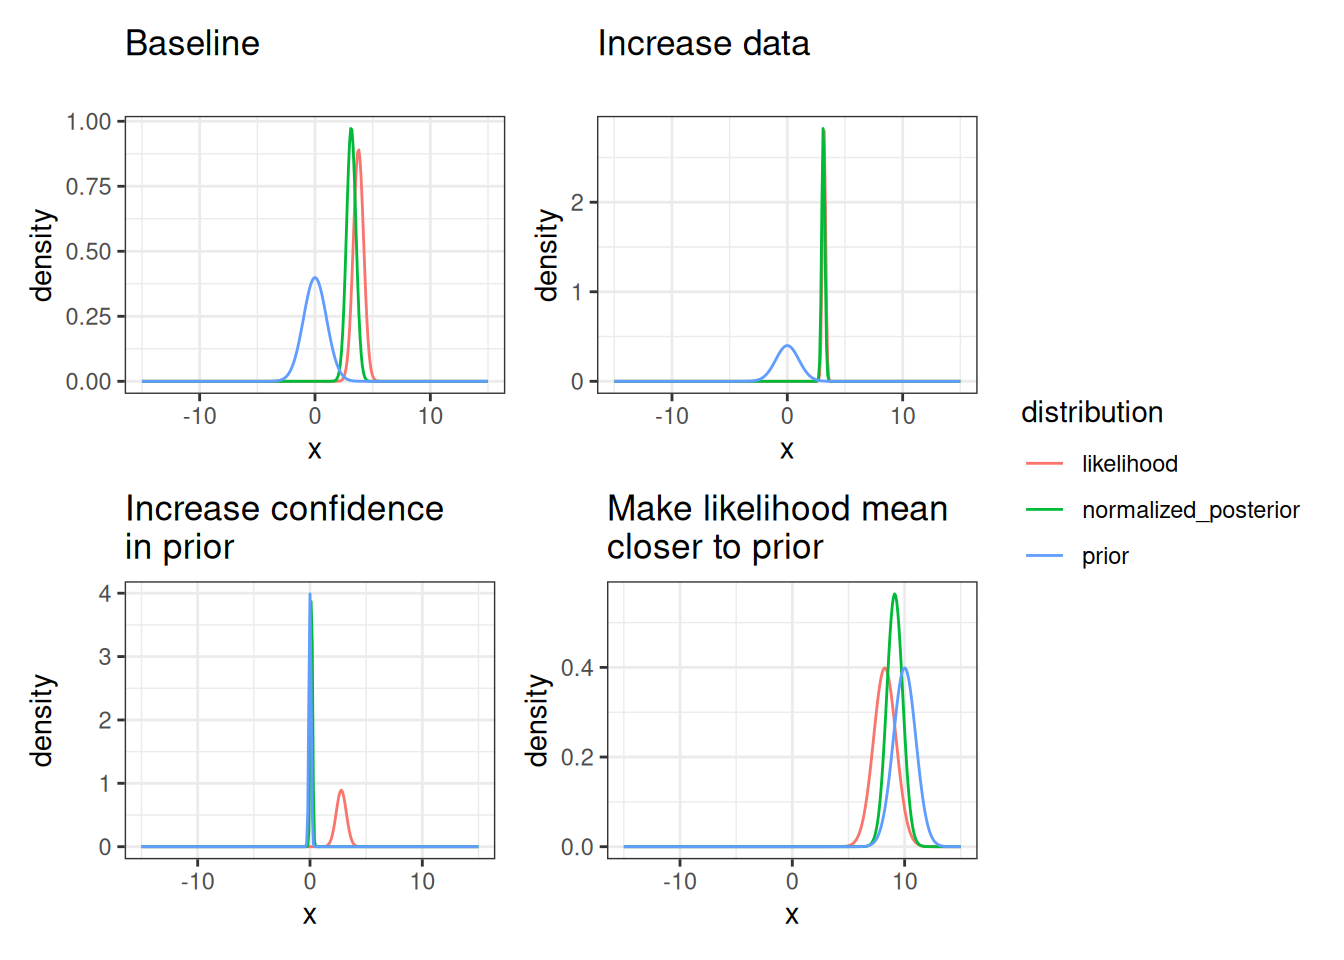 Baseline
1.00
0.75
0.50
0.25
0.00
density
-10 0 10
x
Increase data
2
1
0
density
-10 0 10
x
Increase confidence
in prior
4
3
2
1
0
density
-10 0 10
x
Make likelihood mean
closer to prior
0.4
0.2
0.0
density
-10 0 10
x
distribution
likelihood
normalized_posterior
prior